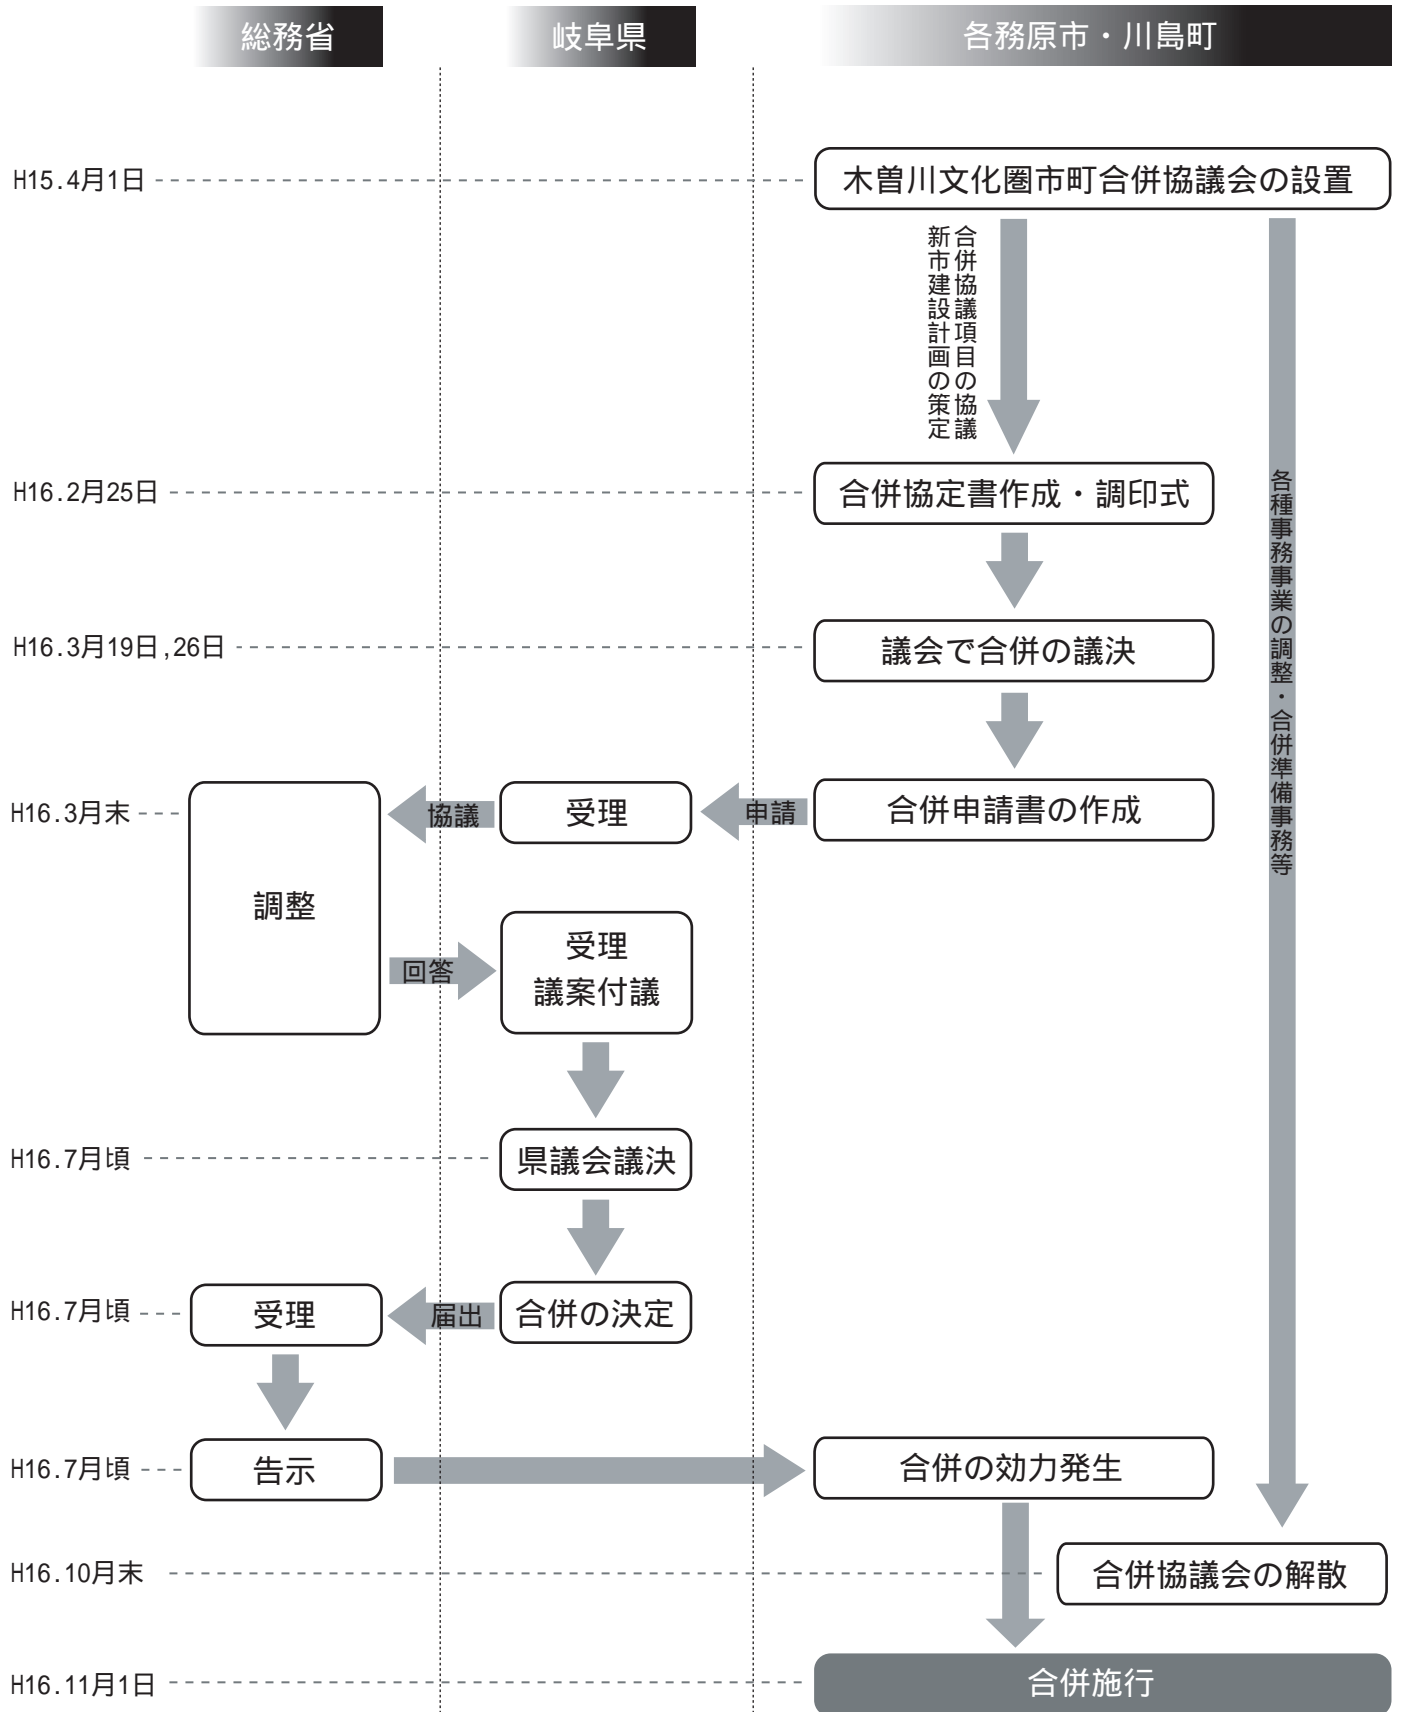 総務省
岐阜県
各務原市・川島町
H15.4月1日
木曽川文化圏市町合併協議会の設置
合併協議項目の協議
新市建設計画の策定
各種事務事業の調整・合併準備事務等
H16.2月25日
合併協定書作成・調印式
H16.3月19日,26日
議会で合併の議決
H16.3月末
調整
協議
受理
申請
合併申請書の作成
回答
受理
議案付議
H16.7月頃
県議会議決
H16.7月頃
受理
届出
合併の決定
H16.7月頃
告示
合併の効力発生
H16.10月末
合併協議会の解散
H16.11月1日
合併施行